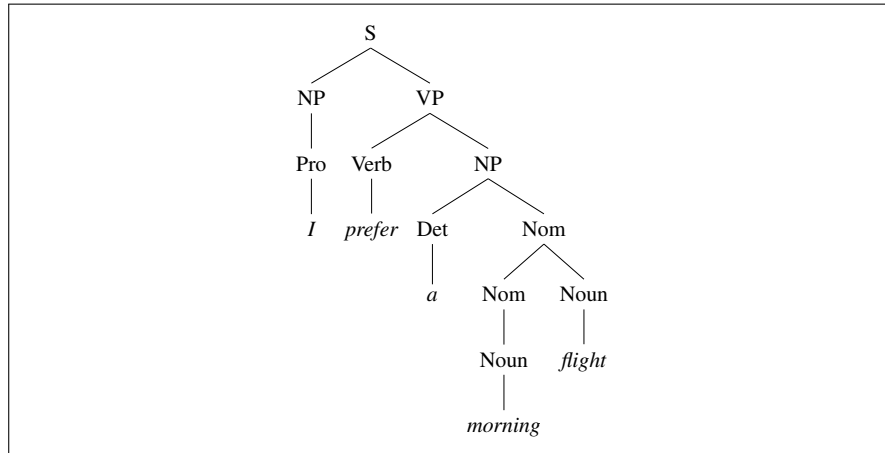 S
NP VP
Pro Verb NP
I prefer Det Nom
a Nom Noun
Noun flight
morning